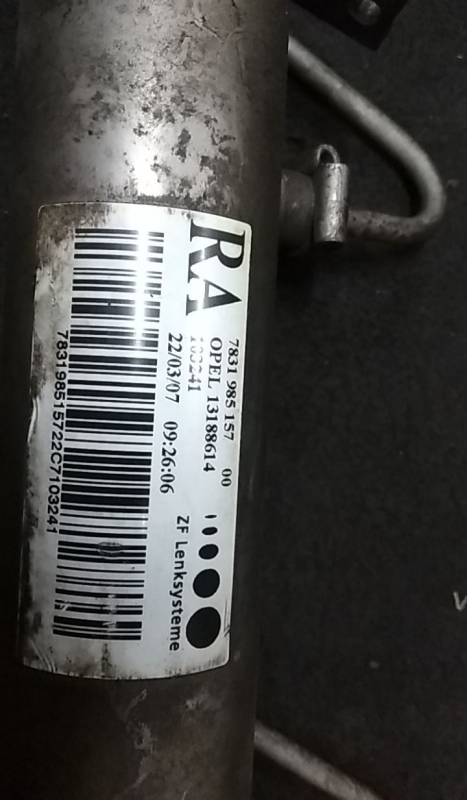 RA
7831 985 157 00
OPEL 13188614
103241
22/03/07 09:26:06
ZF Lenksysteme
783198515722C7103241